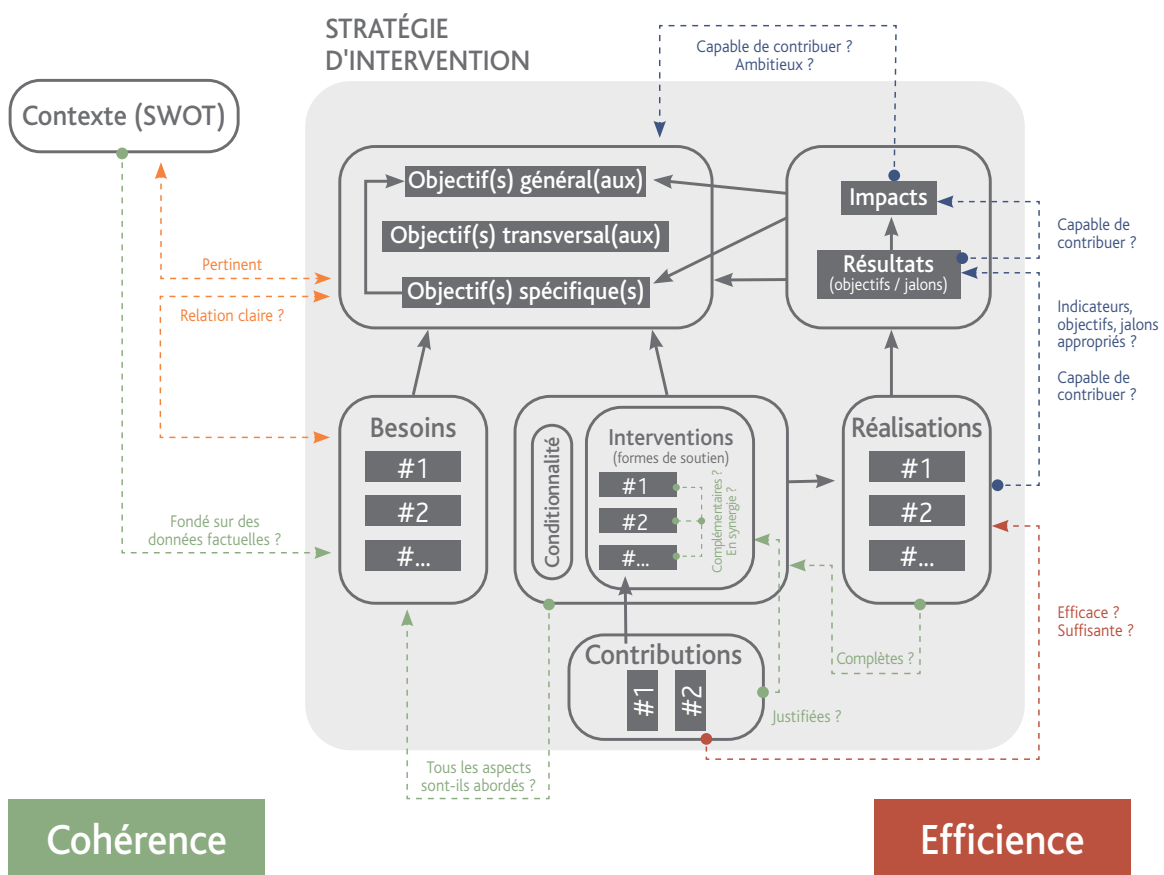 STRATÉGIE
D'INTERVENTION
Capable de contribuer ?
Ambitieux ?
Contexte (SWOT)
Objectif(s) général(aux)
Objectif(s) transversal(aux)
Objectif(s) spécifique(s)
Impacts
Résultats
(objectifs / jalons)
Capable de
contribuer ?
Pertinent
Relation claire ?
Indicateurs,
objectifs, jalons
appropriés ?
Capable de
contribuer ?
Besoins
#1
#2
#...
Conditionnalité
Interventions
(formes de soutien)
#1
#2
#...
Complémentaires ?
En synergie ?
Réalisations
#1
#2
#...
Fondé sur des
données factuelles ?
Efficace ?
Suffisante ?
Contributions
#1
#2
Complètes ?
Justifiées ?
Tous les aspects
sont-ils abordés ?
Cohérence
Efficience